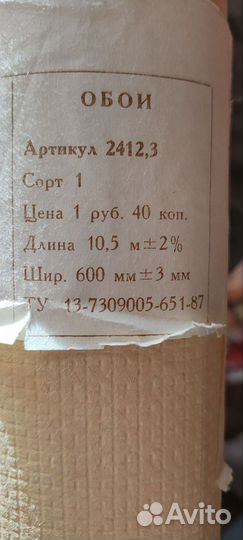 ОБОИ
Артикул 2412,3
Сорт 1
Цена 1 руб. 40 коп.
Длина 10,5 м±2%
Шир. 600 мм±3 мм
ТУ 13-7309005-651-87
Avito